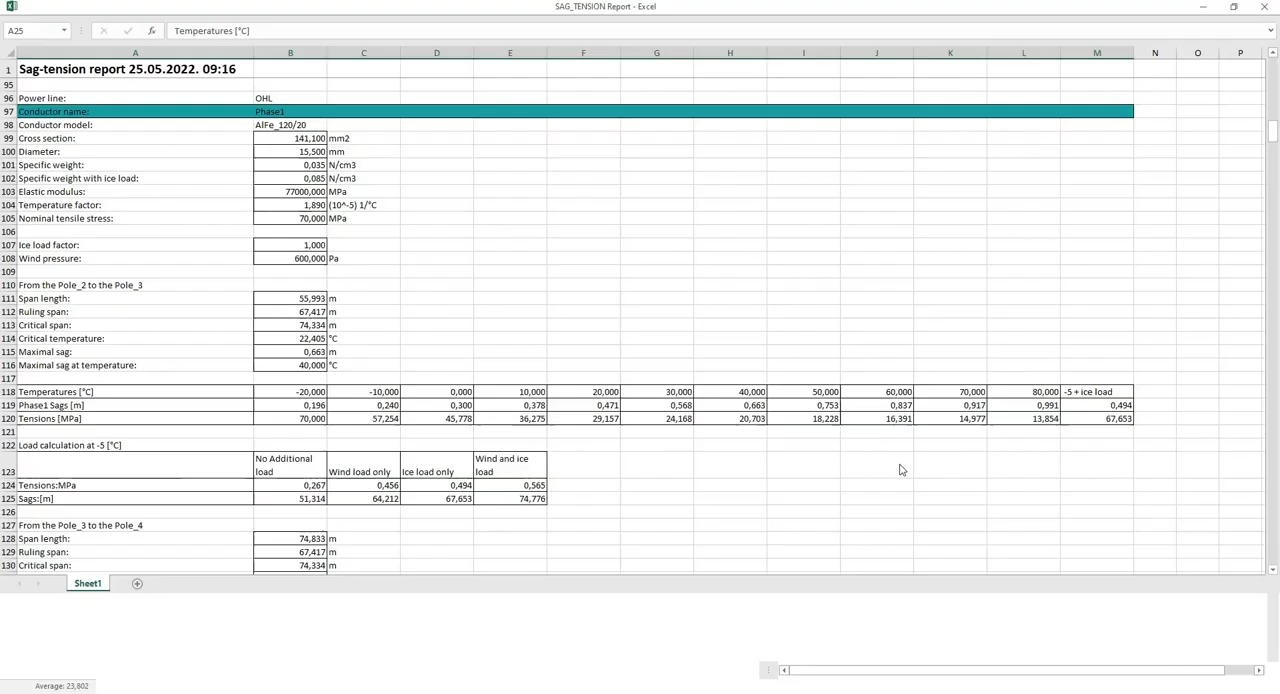 SAG_TENSION Report - Excel
A25 fx Temperatures [°C]
A B C D E F G H I J K L M N O P
1 Sag-tension report 25.05.2022. 09:16
95
96 Power line: OHL
97 Conductor name: Phase1
98 Conductor model: AlFe_120/20
99 Cross section: 141,100 mm2
100 Diameter: 15,500 mm
101 Specific weight: 0,035 N/cm3
102 Specific weight with ice load: 0,085 N/cm3
103 Elastic modulus: 77000,000 MPa
104 Temperature factor: 1,890 (10^-5) 1/°C
105 Nominal tensile stress: 70,000 MPa
106
107 Ice load factor: 1,000
108 Wind pressure: 600,000 Pa
109
110 From the Pole_2 to the Pole_3
111 Span length: 55,993 m
112 Ruling span: 67,417 m
113 Critical span: 74,334 m
114 Critical temperature: 22,405 °C
115 Maximal sag: 0,663 m
116 Maximal sag at temperature: 40,000 °C
117
118 Temperatures [°C] -20,000 -10,000 0,000 10,000 20,000 30,000 40,000 50,000 60,000 70,000 80,000 -5 + ice load
119 Phase1 Sags [m] 0,196 0,240 0,300 0,378 0,471 0,568 0,663 0,753 0,837 0,917 0,991 0,494
120 Tensions [MPa] 70,000 57,254 45,778 36,275 29,157 24,168 20,703 18,228 16,391 14,977 13,854 67,653
121
122 Load calculation at -5 [°C]
No Additional Wind and ice
123 load Wind load only Ice load only load
124 Tensions:MPa 0,267 0,456 0,494 0,565
125 Sags:[m] 51,314 64,212 67,653 74,776
126
127 From the Pole_3 to the Pole_4
128 Span length: 74,833 m
129 Ruling span: 67,417 m
130 Critical span: 74,334 m
Sheet1
Average: 23,802